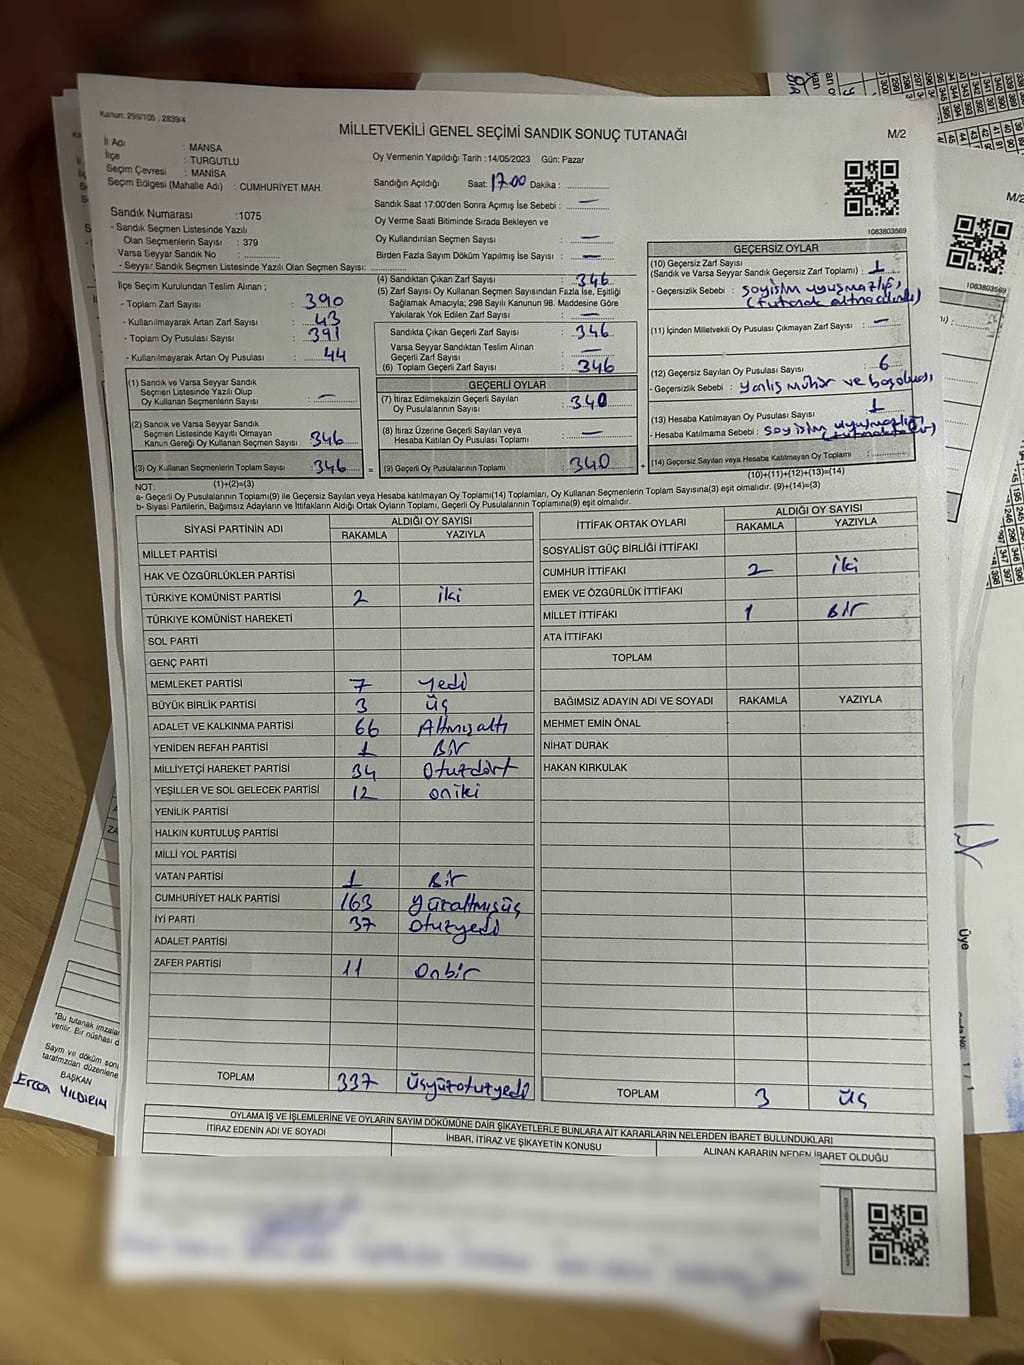 Kanun: 298/105 ; 2839/4
MİLLETVEKİLİ GENEL SEÇİMİ SANDIK SONUÇ TUTANAĞI
M/2
İl Adı : MANSA
İlçe : TURGUTLU
Seçim Çevresi : MANİSA
Seçim Bölgesi (Mahalle Adı) : CUMHURİYET MAH.
Sandık Numarası :1075
- Sandık Seçmen Listesinde Yazılı
Olan Seçmenlerin Sayısı : 379
Varsa Seyyar Sandık No :
- Seyyar Sandık Seçmen Listesinde Yazılı Olan Seçmen Sayısı:
İlçe Seçim Kurulundan Teslim Alınan ;
- Toplam Zarf Sayısı : 390
- Kullanılmayarak Artan Zarf Sayısı : 43
- Toplam Oy Pusulası Sayısı : 391
- Kullanılmayarak Artan Oy Pusulası : 44
(1) Sandık ve Varsa Seyyar Sandık
Seçmen Listesinde Yazılı Olup
Oy Kullanan Seçmenlerin Sayısı : —
(2) Sandık ve Varsa Seyyar Sandık
Seçmen Listesinde Kayıtlı Olmayan
Kanun Gereği Oy Kullanan Seçmen Sayısı : 346
(3) Oy Kullanan Seçmenlerin Toplam Sayısı : 346
(1)+(2)=(3)
Oy Vermenin Yapıldığı Tarih : 14/05/2023 Gün: Pazar
Sandığın Açıldığı Saat: 17.00 Dakika :
Sandık Saat 17:00'den Sonra Açımış İse Sebebi : —
Oy Verme Saati Bitiminde Sırada Bekleyen ve
Oy Kullandırılan Seçmen Sayısı : —
Birden Fazla Sayım Döküm Yapılmış İse Sayısı : —
(4) Sandıktan Çıkan Zarf Sayısı : 346
(5) Zarf Sayısı Oy Kullanan Seçmen Sayısından Fazla İse, Eşitliği
Sağlamak Amacıyla; 298 Sayılı Kanunun 98. Maddesine Göre
Yakılarak Yok Edilen Zarf Sayısı : —
Sandıkta Çıkan Geçerli Zarf Sayısı : 346
Varsa Seyyar Sandıktan Teslim Alınan
Geçerli Zarf Sayısı : —
(6) Toplam Geçerli Zarf Sayısı : 346
GEÇERLİ OYLAR
(7) İtiraz Edilmeksizin Geçerli Sayılan
Oy Pusulalarının Sayısı : 340
(8) İtiraz Üzerine Geçerli Sayılan veya
Hesaba Katılan Oy Pusulası Toplamı : —
= (9) Geçerli Oy Pusulalarının Toplamı : 340 +
1083803569
GEÇERSİZ OYLAR
(10) Geçersiz Zarf Sayısı
(Sandık ve Varsa Seyyar Sandık Geçersiz Zarf Toplamı) : 1
- Geçersizlik Sebebi : soyisim uyuşmazlığı,
(11) İçinden Milletvekili Oy Pusulası Çıkmayan Zarf Sayısı : —
(12) Geçersiz Sayılan Oy Pusulası Sayısı : 6
- Geçersizlik Sebebi : yanlış mühür ve
(13) Hesaba Katılmayan Oy Pusulası Sayısı : 1
- Hesaba Katılmama Sebebi : soyisim uyuşmazlığı
(14) Geçersiz Sayılan veya Hesaba Katılmayan Oy Toplamı :
(10)+(11)+(12)+(13)=(14)
NOT:
a- Geçerli Oy Pusulalarının Toplamı(9) ile Geçersiz Sayılan veya Hesaba katılmayan Oy Toplamı(14) Toplamları, Oy Kullanan Seçmenlerin Toplam Sayısına(3) eşit olmalıdır. (9)+(14)=(3)
b- Siyasi Partilerin, Bağımsız Adayların ve İttifakların Aldığı Ortak Oyların Toplamı, Geçerli Oy Pusulalarının Toplamına(9) eşit olmalıdır.
SİYASİ PARTİNİN ADI ALDIĞI OY SAYISI
RAKAMLA YAZIYLA
MİLLET PARTİSİ
HAK VE ÖZGÜRLÜKLER PARTİSİ
TÜRKİYE KOMÜNİST PARTİSİ 2 iki
TÜRKİYE KOMÜNİST HAREKETİ
SOL PARTİ
GENÇ PARTİ
MEMLEKET PARTİSİ 7 yedi
BÜYÜK BİRLİK PARTİSİ 3 üç
ADALET VE KALKINMA PARTİSİ 66 Altmışaltı
YENİDEN REFAH PARTİSİ 1 Bir
MİLLİYETÇİ HAREKET PARTİSİ 34 Otuzdört
YEŞİLLER VE SOL GELECEK PARTİSİ 12 oniki
YENİLİK PARTİSİ
HALKIN KURTULUŞ PARTİSİ
MİLLİ YOL PARTİSİ
VATAN PARTİSİ 1 Bir
CUMHURİYET HALK PARTİSİ 163 yüzaltmışüç
İYİ PARTİ 37 Otuzyedi
ADALET PARTİSİ
ZAFER PARTİSİ 11 Onbir
TOPLAM 337 Üçyüzotuzyedi
İTTİFAK ORTAK OYLARI ALDIĞI OY SAYISI
RAKAMLA YAZIYLA
SOSYALİST GÜÇ BİRLİĞİ İTTİFAKI
CUMHUR İTTİFAKI 2 iki
EMEK VE ÖZGÜRLÜK İTTİFAKI
MİLLET İTTİFAKI 1 Bir
ATA İTTİFAKI
TOPLAM
BAĞIMSIZ ADAYIN ADI VE SOYADI RAKAMLA YAZIYLA
MEHMET EMİN ÖNAL
NİHAT DURAK
HAKAN KIRKULAK
TOPLAM 3 üç
OYLAMA İŞ VE İŞLEMLERİNE VE OYLARIN SAYIM DÖKÜMÜNE DAİR ŞİKAYETLERLE BUNLARA AİT KARARLARIN NELERDEN İBARET BULUNDUKLARI
İTİRAZ EDENİN ADI VE SOYADI İHBAR, İTİRAZ VE ŞİKAYETİN KONUSU ALINAN KARARIN NEDEN İBARET OLDUĞU
*Bu tutanak imzalar
verilir. Bir nüshası d
Sayım ve döküm sonu
tarafımızdan düzenlene
BAŞKAN
Ercan YILDIRIM
M/2
1083803569
Üye